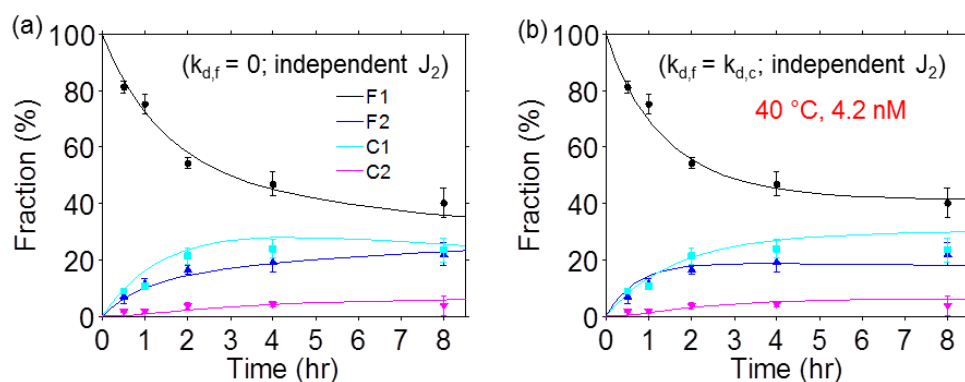 (a)
(k_d,f = 0; independent J_2)
F1
F2
C1
C2
Fraction (%)
100
80
60
40
20
0
0 1 2 3 4 5 6 7 8
Time (hr)
(b)
(k_d,f = k_d,c; independent J_2)
40 °C, 4.2 nM
Fraction (%)
100
80
60
40
20
0
0 1 2 3 4 5 6 7 8
Time (hr)